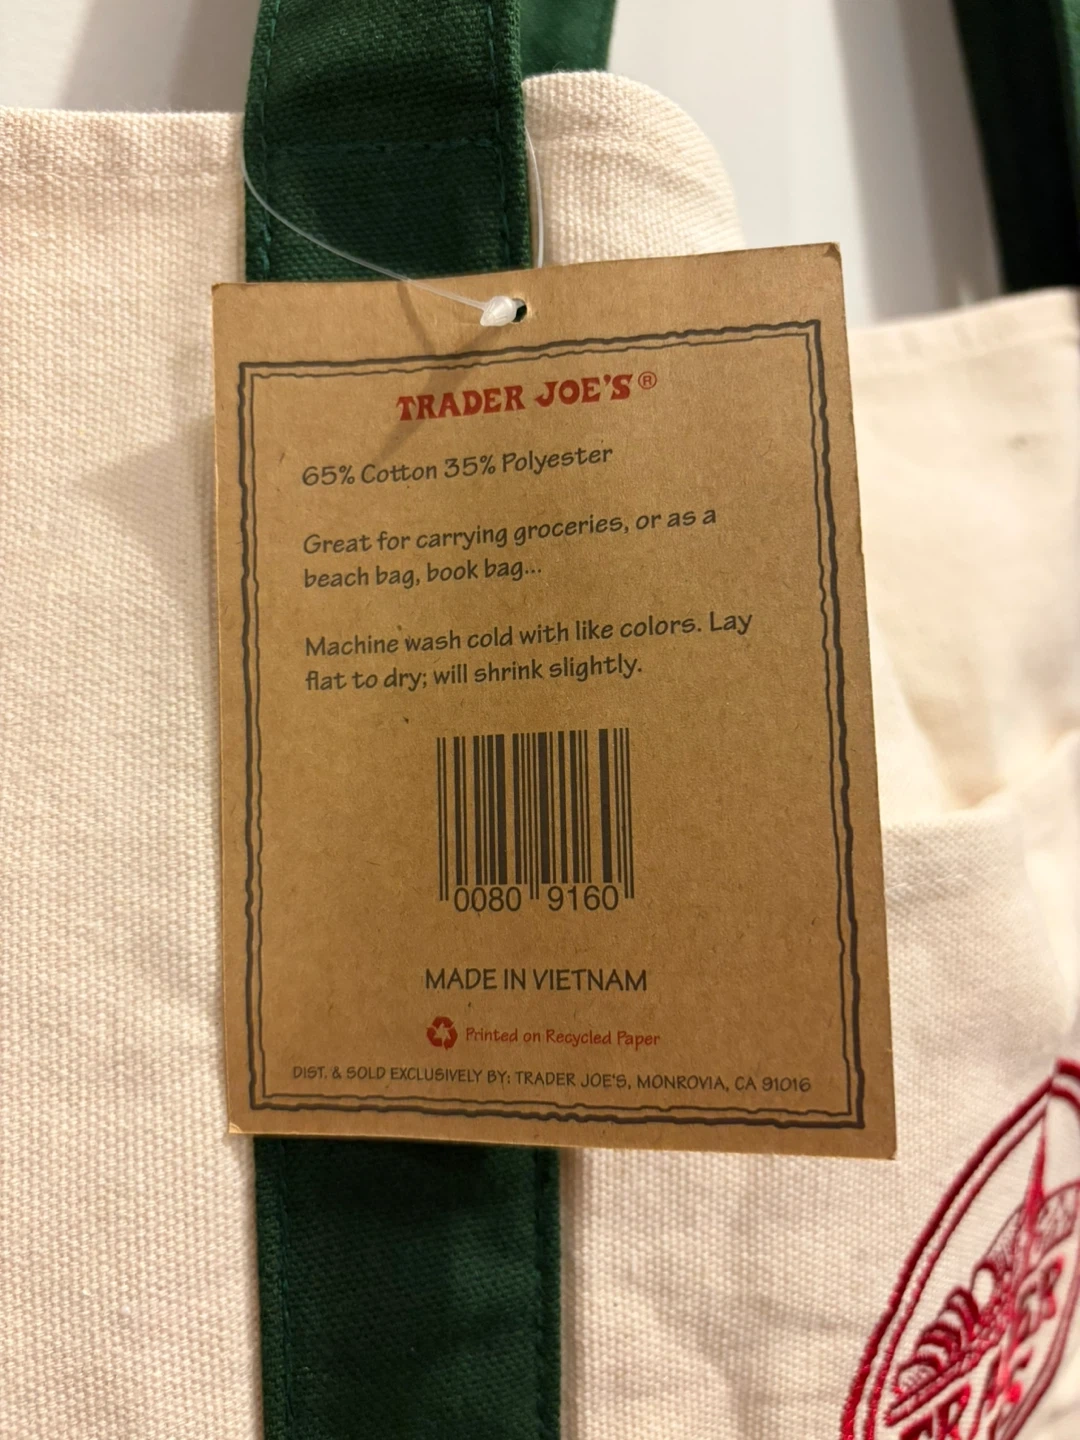 TRADER JOE'S®
65% Cotton 35% Polyester
Great for carrying groceries, or as a
beach bag, book bag...
Machine wash cold with like colors. Lay
flat to dry; will shrink slightly.
0080 9160
MADE IN VIETNAM
Printed on Recycled Paper
DIST. & SOLD EXCLUSIVELY BY: TRADER JOE'S, MONROVIA, CA 91016